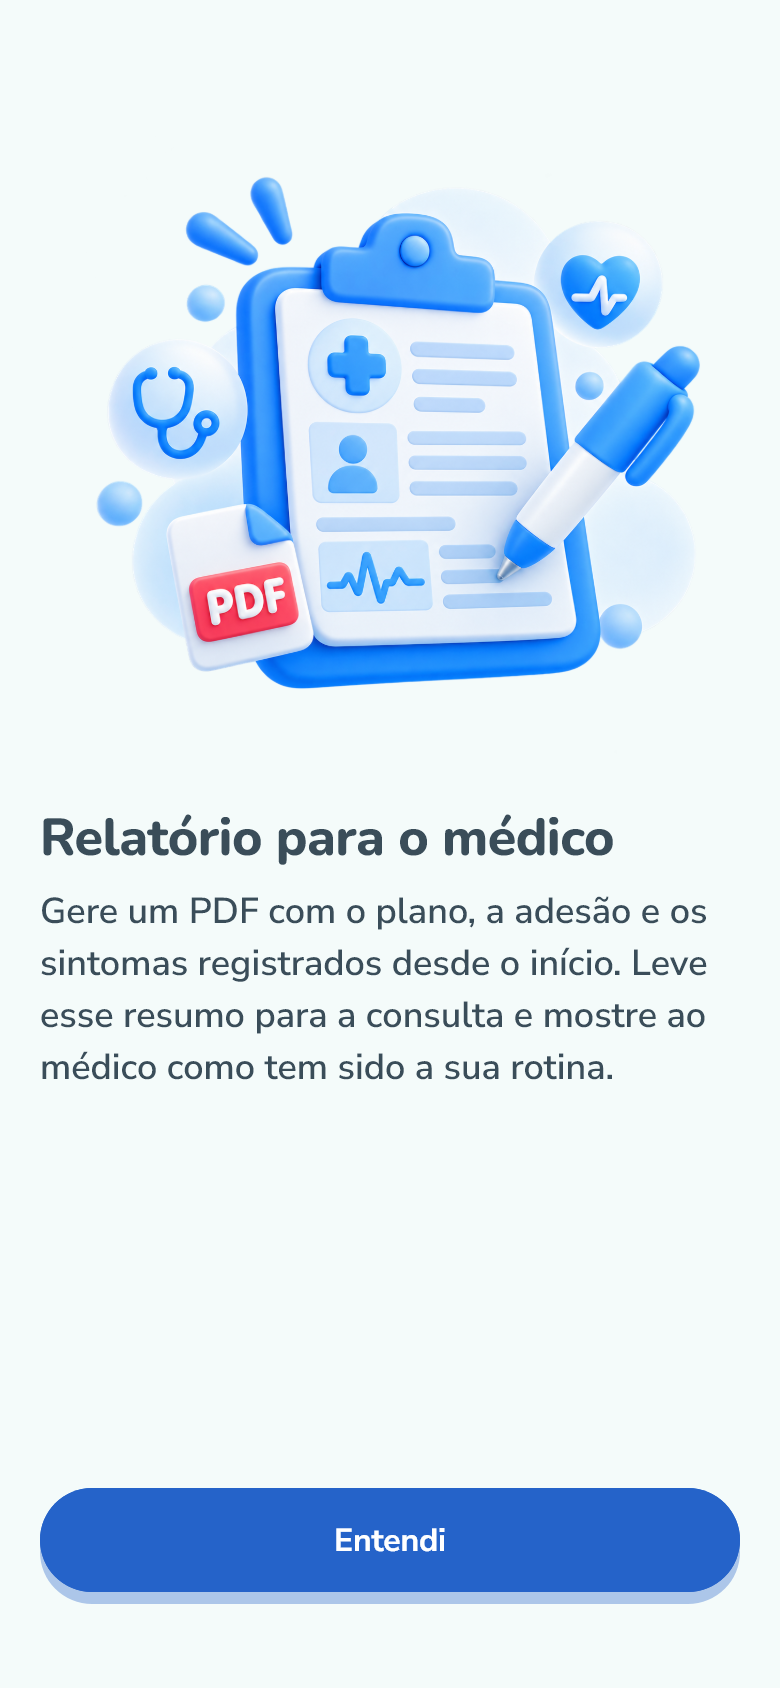 PDF
Relatório para o médico
Gere um PDF com o plano, a adesão e os
sintomas registrados desde o início. Leve
esse resumo para a consulta e mostre ao
médico como tem sido a sua rotina.
Entendi